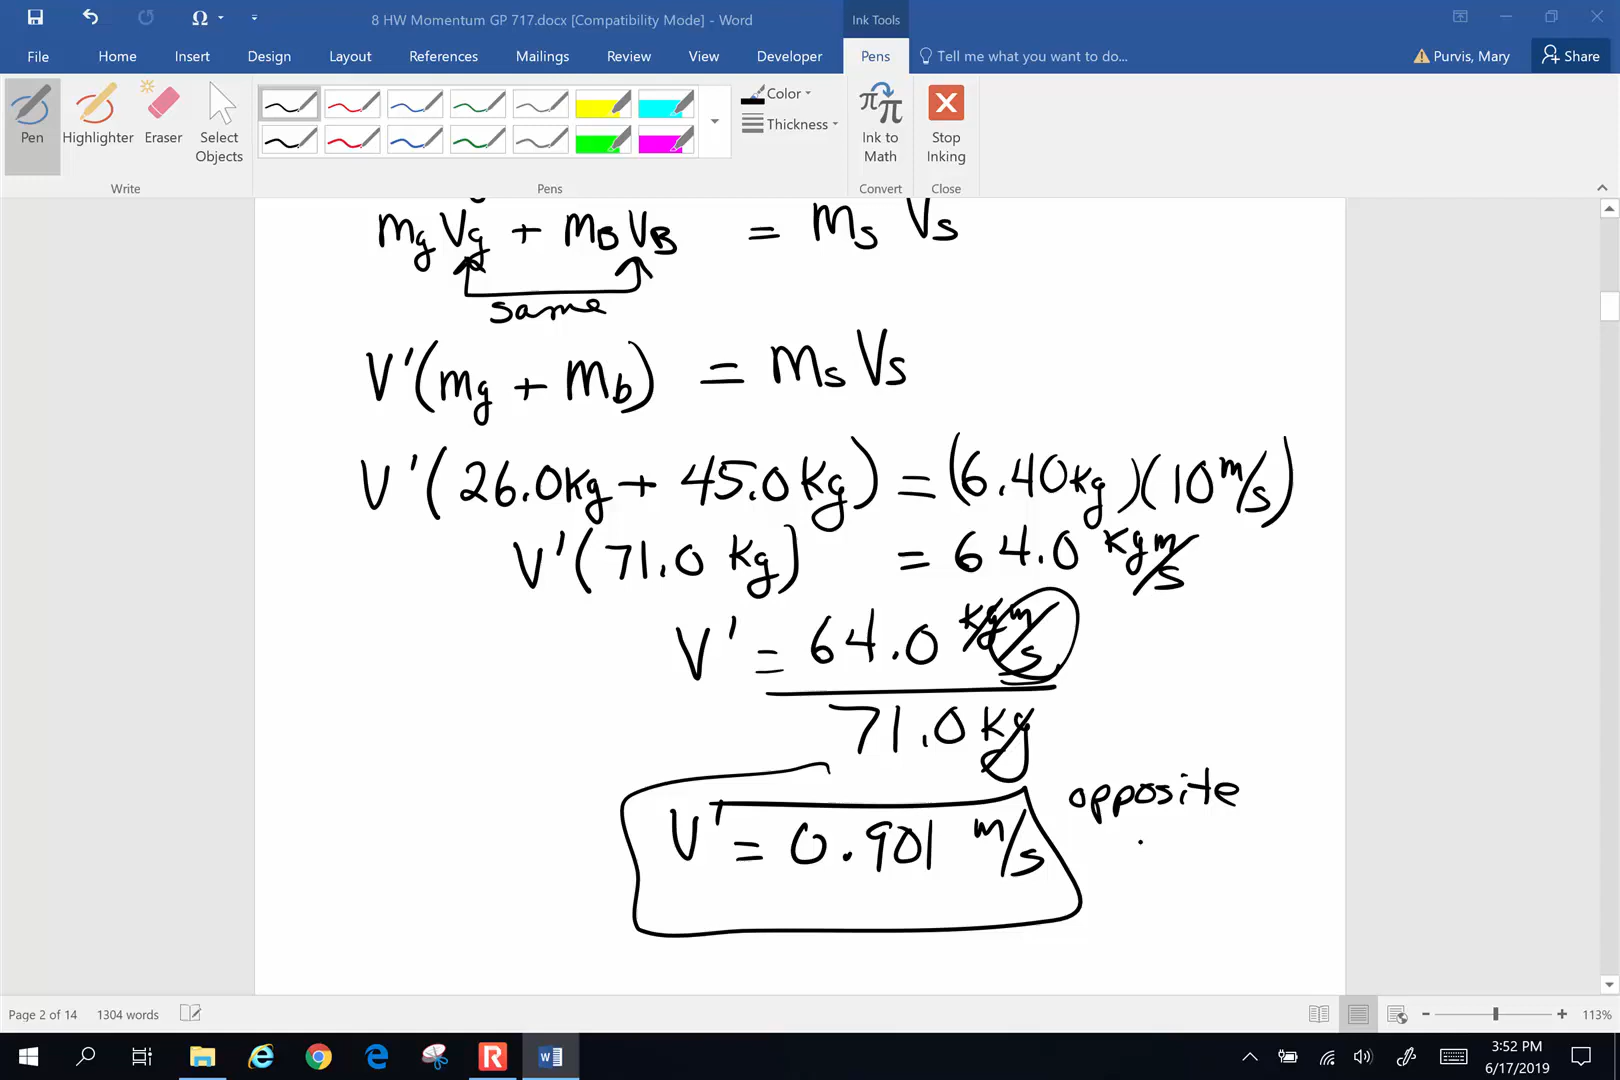 8 HW Momentum GP 717.docx [Compatibility Mode] - Word
Ink Tools
File Home Insert Design Layout References Mailings Review View Developer Pens Tell me what you want to do... Purvis, Mary Share
Pen Highlighter Eraser Select Objects
Color
Thickness
Ink to Math
Stop Inking
Write Pens Convert Close
mg Vg + mB VB = ms Vs
same
V'(mg + mb) = ms Vs
V'(26.0kg + 45.0kg) = (6.40kg)(10 m/s)
V'(71.0 kg) = 64.0 kg m/s
V' = 64.0 kg m/s
71.0 kg
opposite
V' = 0.901 m/s
Page 2 of 14 1304 words 113%
3:52 PM
6/17/2019